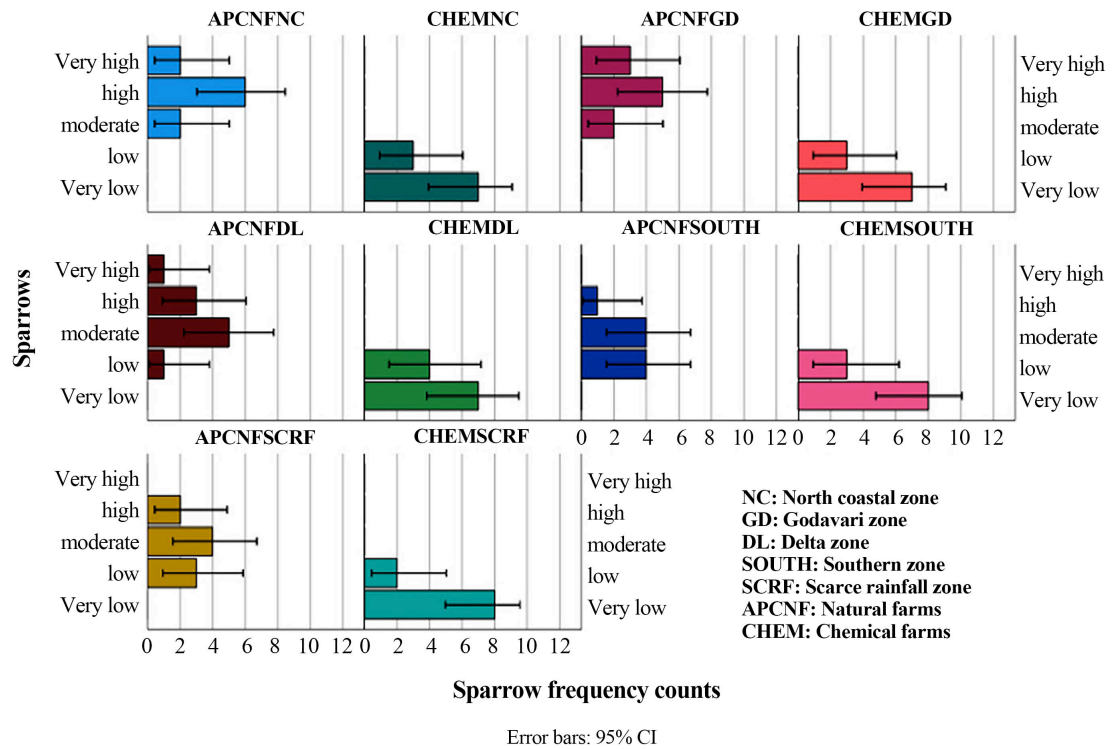 APCNFNC CHEMNC APCNFGD CHEMGD
Very high Very high
high high
moderate moderate
low low
Very low Very low
APCNFDL CHEMDL APCNFSOUTH CHEMSOUTH
Very high Very high
high high
moderate moderate
low low
Very low Very low
0 2 4 6 8 10 12 0 2 4 6 8 10 12
APCNFSCRF CHEMSCRF
Very high Very high
high high
moderate moderate
low low
Very low Very low
0 2 4 6 8 10 12 0 2 4 6 8 10 12
Sparrows
NC: North coastal zone
GD: Godavari zone
DL: Delta zone
SOUTH: Southern zone
SCRF: Scarce rainfall zone
APCNF: Natural farms
CHEM: Chemical farms
Sparrow frequency counts
Error bars: 95% CI